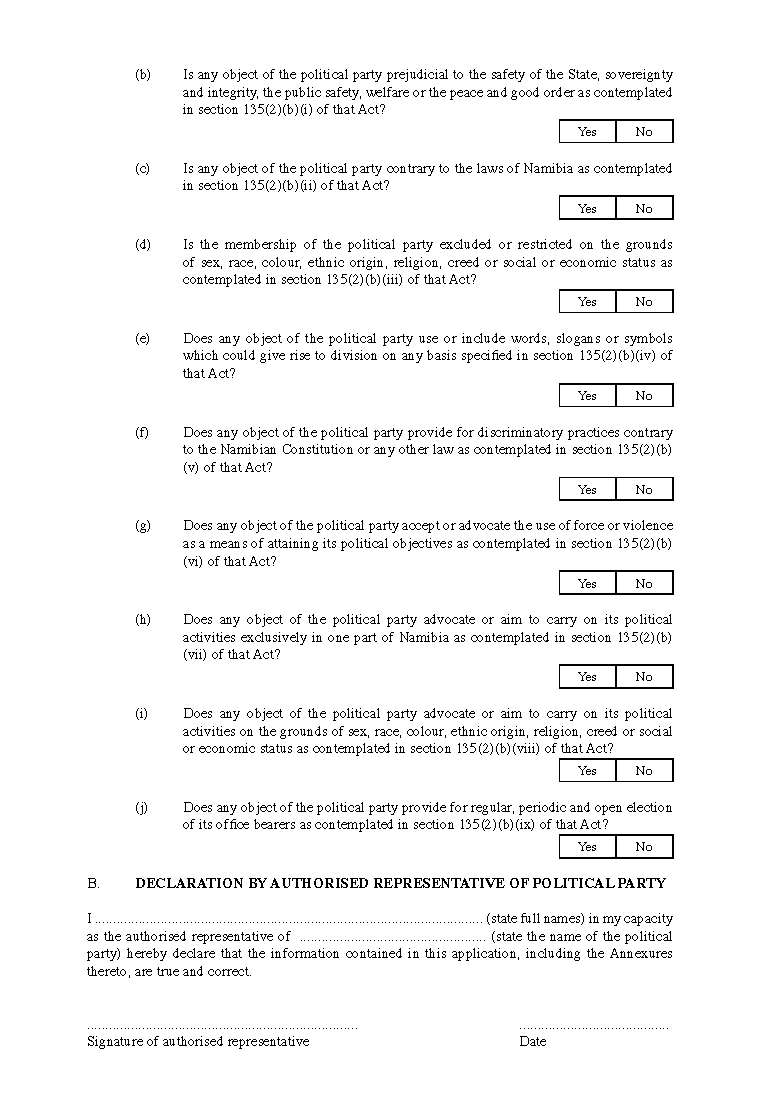 (b) Is any object of the political party prejudicial to the safety of the State, sovereignty
and integrity, the public safety, welfare or the peace and good order as contemplated
in section 135(2)(b)(i) of that Act?
Yes No
(c) Is any object of the political party contrary to the laws of Namibia as contemplated
in section 135(2)(b)(ii) of that Act?
Yes No
(d) Is the membership of the political party excluded or restricted on the grounds
of sex, race, colour, ethnic origin, religion, creed or social or economic status as
contemplated in section 135(2)(b)(iii) of that Act?
Yes No
(e) Does any object of the political party use or include words, slogans or symbols
which could give rise to division on any basis specified in section 135(2)(b)(iv) of
that Act?
Yes No
(f) Does any object of the political party provide for discriminatory practices contrary
to the Namibian Constitution or any other law as contemplated in section 135(2)(b)
(v) of that Act?
Yes No
(g) Does any object of the political party accept or advocate the use of force or violence
as a means of attaining its political objectives as contemplated in section 135(2)(b)
(vi) of that Act?
Yes No
(h) Does any object of the political party advocate or aim to carry on its political
activities exclusively in one part of Namibia as contemplated in section 135(2)(b)
(vii) of that Act?
Yes No
(i) Does any object of the political party advocate or aim to carry on its political
activities on the grounds of sex, race, colour, ethnic origin, religion, creed or social
or economic status as contemplated in section 135(2)(b)(viii) of that Act?
Yes No
(j) Does any object of the political party provide for regular, periodic and open election
of its office bearers as contemplated in section 135(2)(b)(ix) of that Act?
Yes No
B. DECLARATION BY AUTHORISED REPRESENTATIVE OF POLITICAL PARTY
I .......................................................................................................... (state full names) in my capacity
as the authorised representative of ................................................... (state the name of the political
party) hereby declare that the information contained in this application, including the Annexures
thereto, are true and correct.
.......................................................................... .........................................
Signature of authorised representative Date